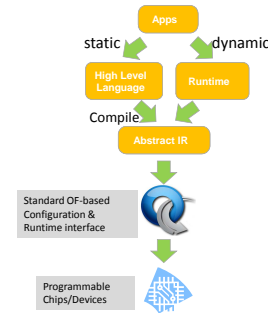 Apps
static
dynamic
High Level
Language
Runtime
Compile
Abstract IR
Standard OF-based
Configuration &
Runtime interface
Programmable
Chips/Devices